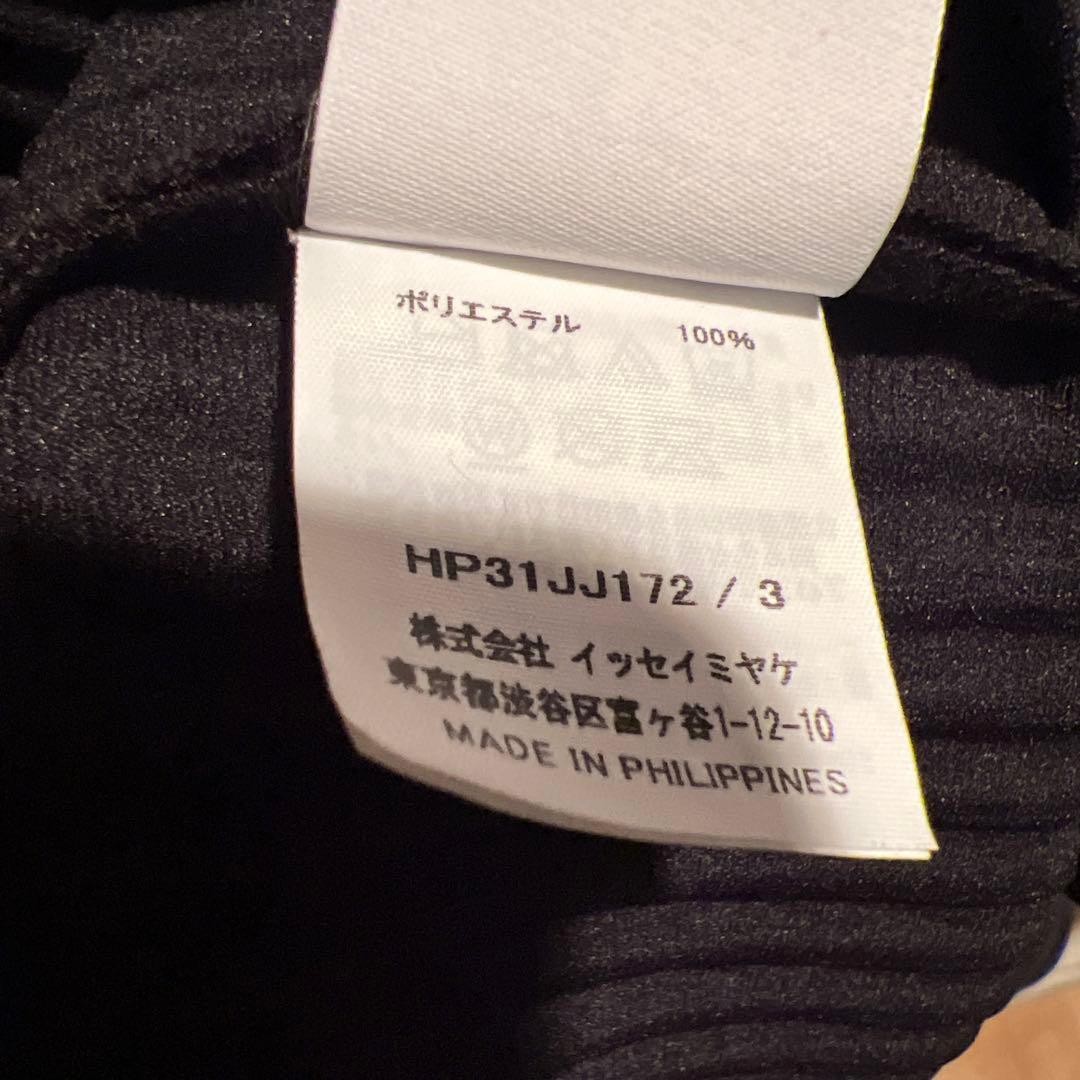 ポリエステル 100%
HP31JJ172 / 3
株式会社 イッセイミヤケ
東京都渋谷区富ヶ谷1-12-10
MADE IN PHILIPPINES